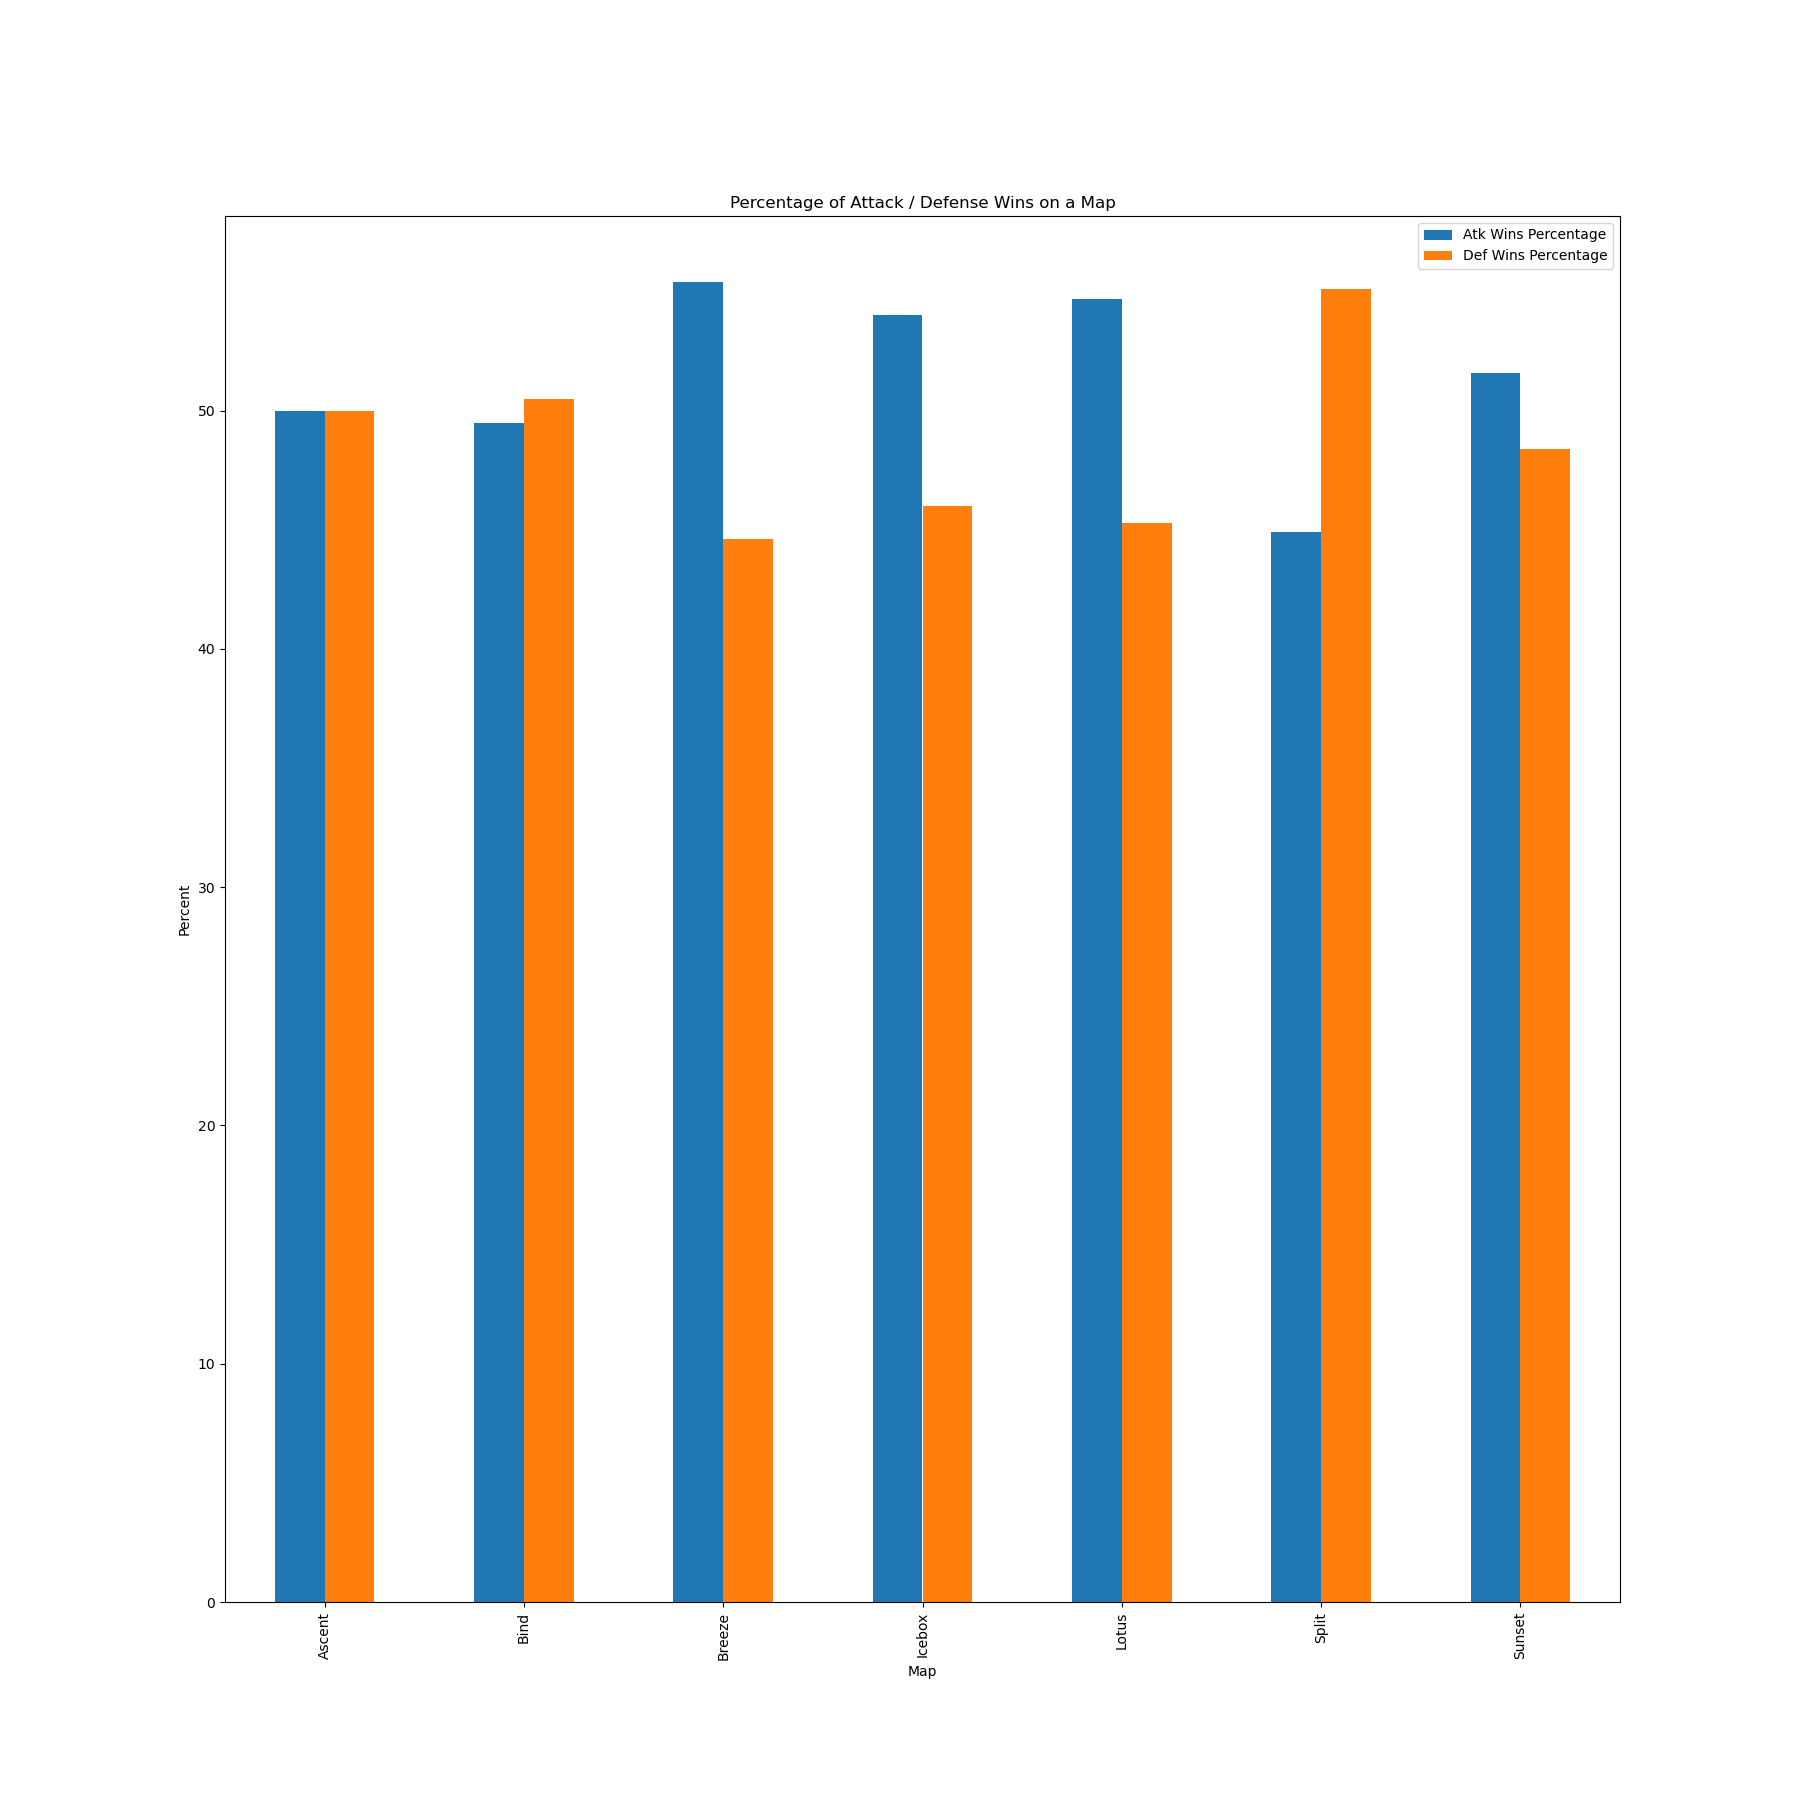 Percentage of Attack / Defense Wins on a Map
Atk Wins Percentage
Def Wins Percentage
50
40
30
20
10
0
Percent
Ascent
Bind
Breeze
Icebox
Lotus
Split
Sunset
Map